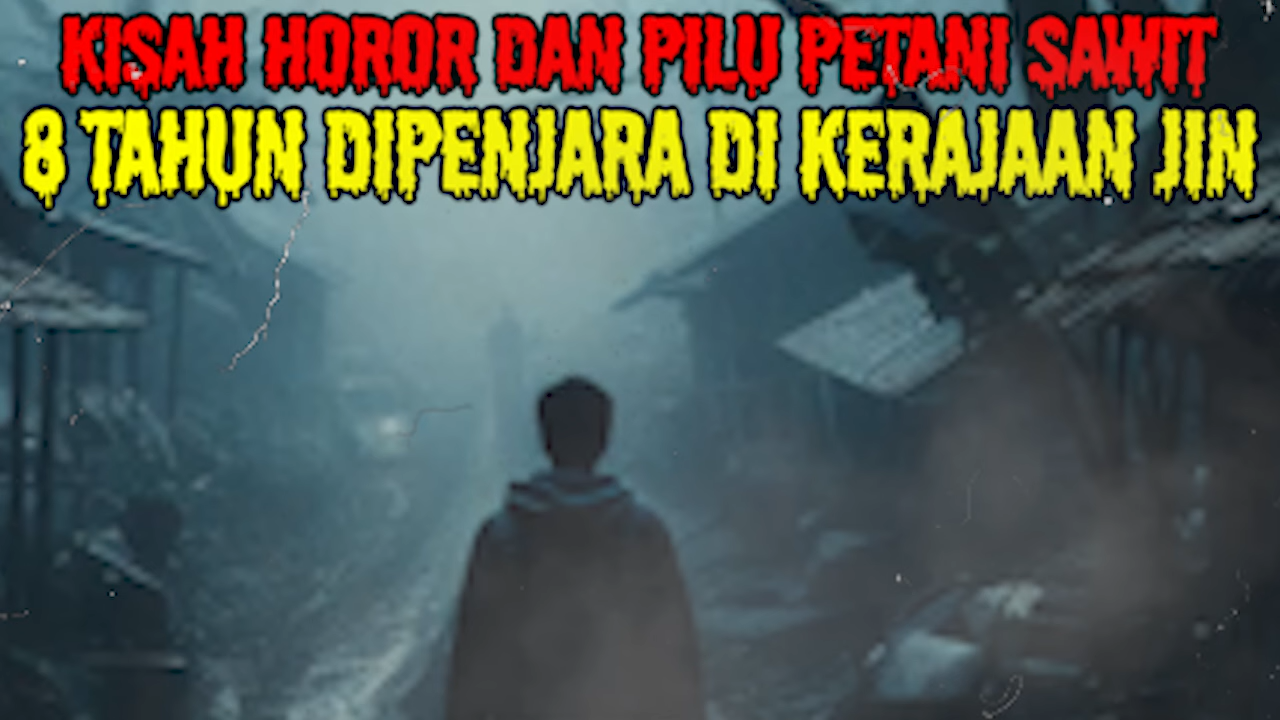 KISAH HOROR DAN PILU PETANI SAWIT
8 TAHUN DIPENJARA DI KERAJAAN JIN